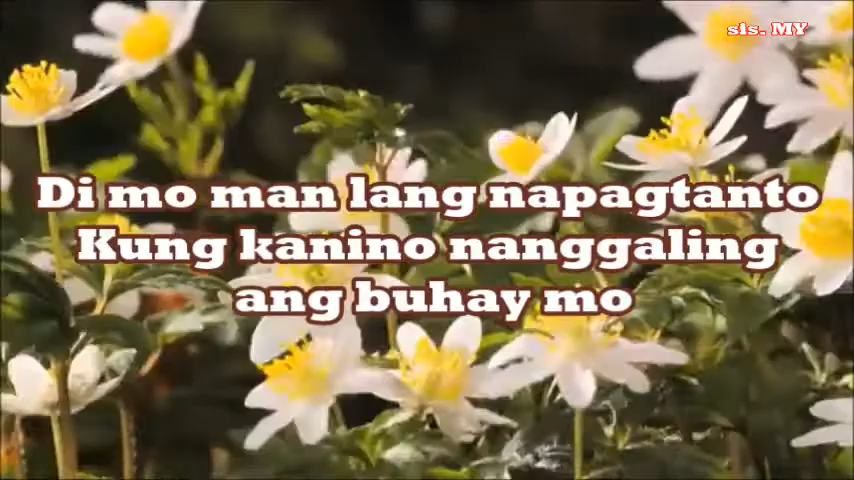 sis. MY
Di mo man lang napagtanto
Kung kanino nanggaling
ang buhay mo